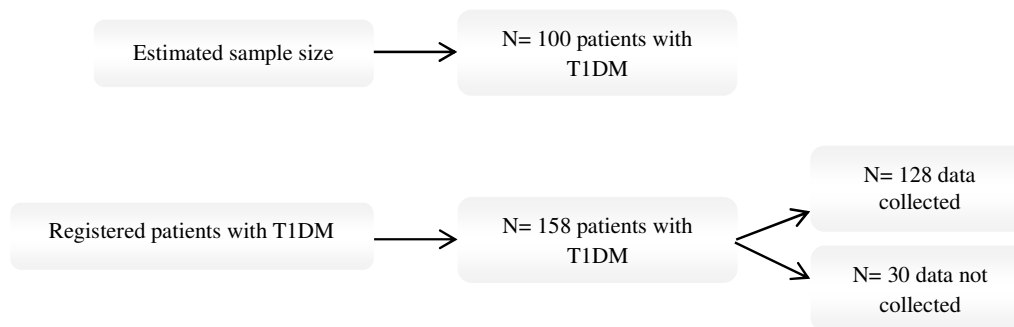 Estimated sample size
N= 100 patients with
T1DM
Registered patients with T1DM
N= 158 patients with
T1DM
N= 128 data
collected
N= 30 data not
collected